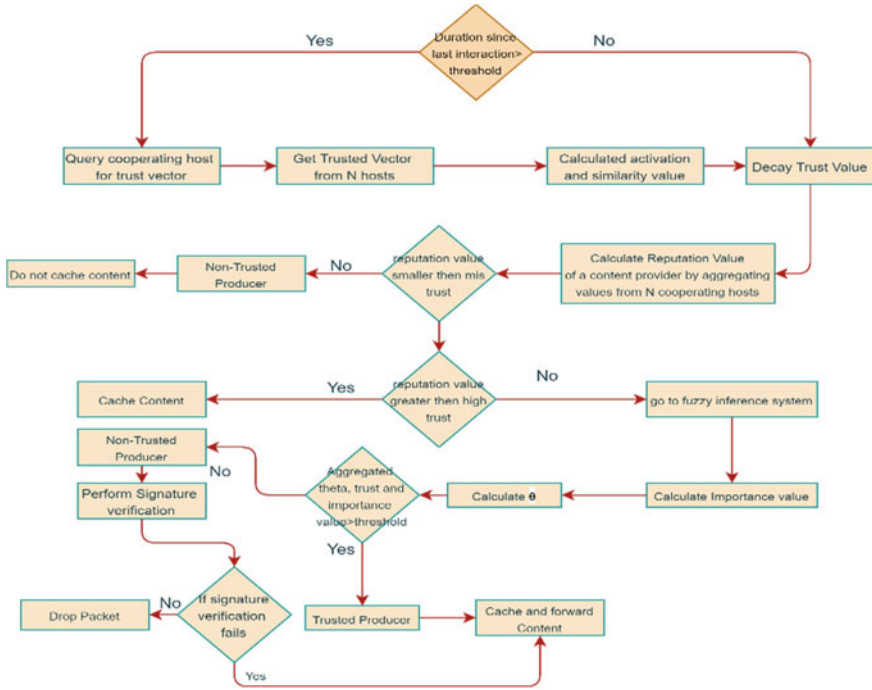 Yes
Duration since
last interaction>
threshold
No
Query cooperating host
for trust vector
Get Trusted Vector
from N hosts
Calculated activation
and similarity value
Decay Trust Value
Do not cache content
Non-Trusted
Producer
No
reputation value
smaller then mis
trust
Calculate Reputation Value
of a content provider by aggregating
values from N cooperating hosts
Cache Content
Yes
reputation value
greater then high
trust
No
go to fuzzy inference system
Non-Trusted
Producer
No
Aggregated
theta, trust and
importance
value>threshold
Calculate θ
Calculate Importance value
Perform Signature
verification
Yes
Drop Packet
No
If signature
verification
fails
Trusted Producer
Cache and forward
Content
Yes